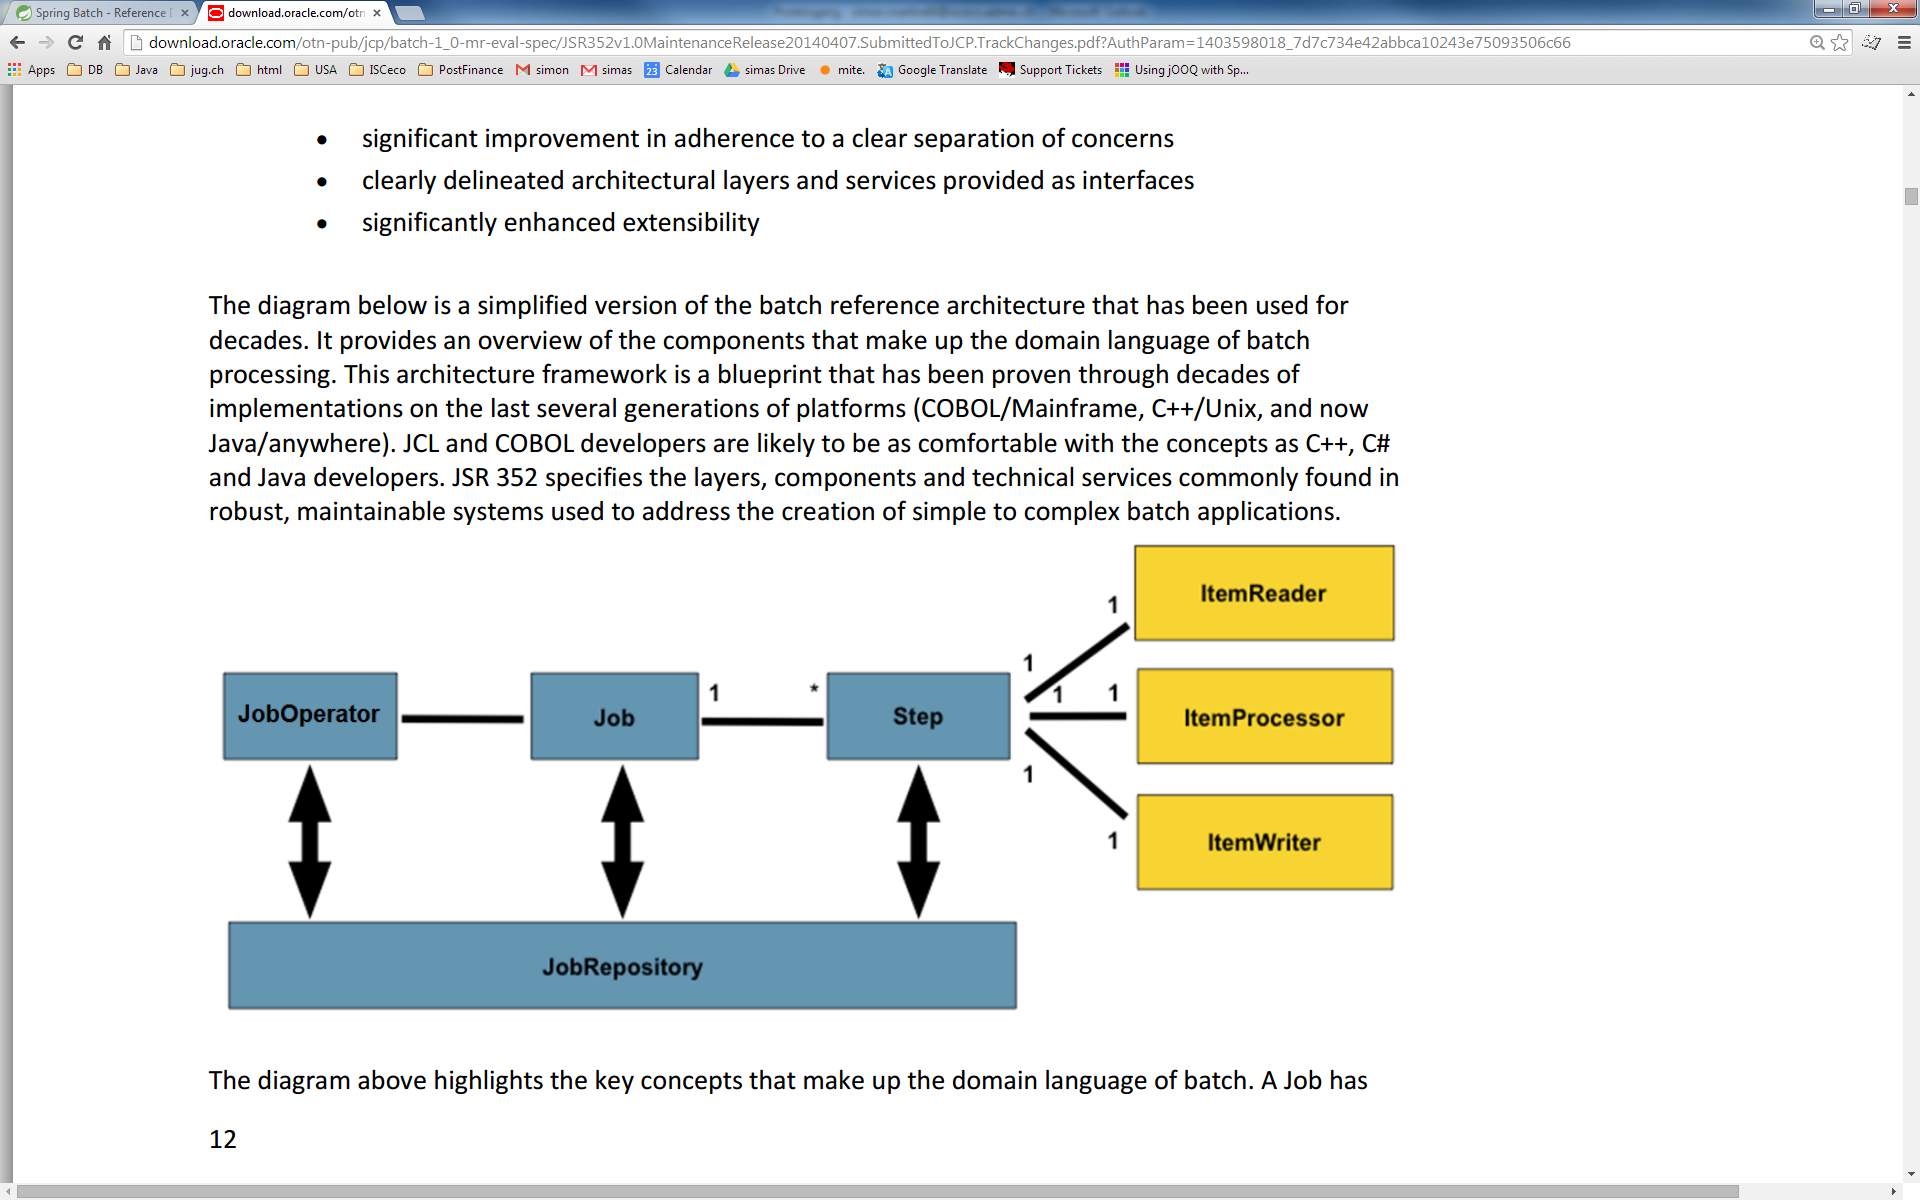 Spring Batch - Reference
download.oracle.com/otn
download.oracle.com/otn-pub/jcp/batch-1_0-mr-eval-spec/JSR352v1.0MaintenanceRelease20140407.SubmittedToJCP.TrackChanges.pdf?AuthParam=1403598018_7d7c734e42abbca10243e75093506c66
Apps DB Java jug.ch html USA ISCeco PostFinance simon simas 23 Calendar simas Drive mite. Google Translate Support Tickets Using jOOQ with Sp...
• significant improvement in adherence to a clear separation of concerns
• clearly delineated architectural layers and services provided as interfaces
• significantly enhanced extensibility
The diagram below is a simplified version of the batch reference architecture that has been used for
decades. It provides an overview of the components that make up the domain language of batch
processing. This architecture framework is a blueprint that has been proven through decades of
implementations on the last several generations of platforms (COBOL/Mainframe, C++/Unix, and now
Java/anywhere). JCL and COBOL developers are likely to be as comfortable with the concepts as C++, C#
and Java developers. JSR 352 specifies the layers, components and technical services commonly found in
robust, maintainable systems used to address the creation of simple to complex batch applications.
ItemReader
1
1
JobOperator
Job
1
*
Step
1
1
ItemProcessor
1
1
ItemWriter
JobRepository
The diagram above highlights the key concepts that make up the domain language of batch. A Job has
12